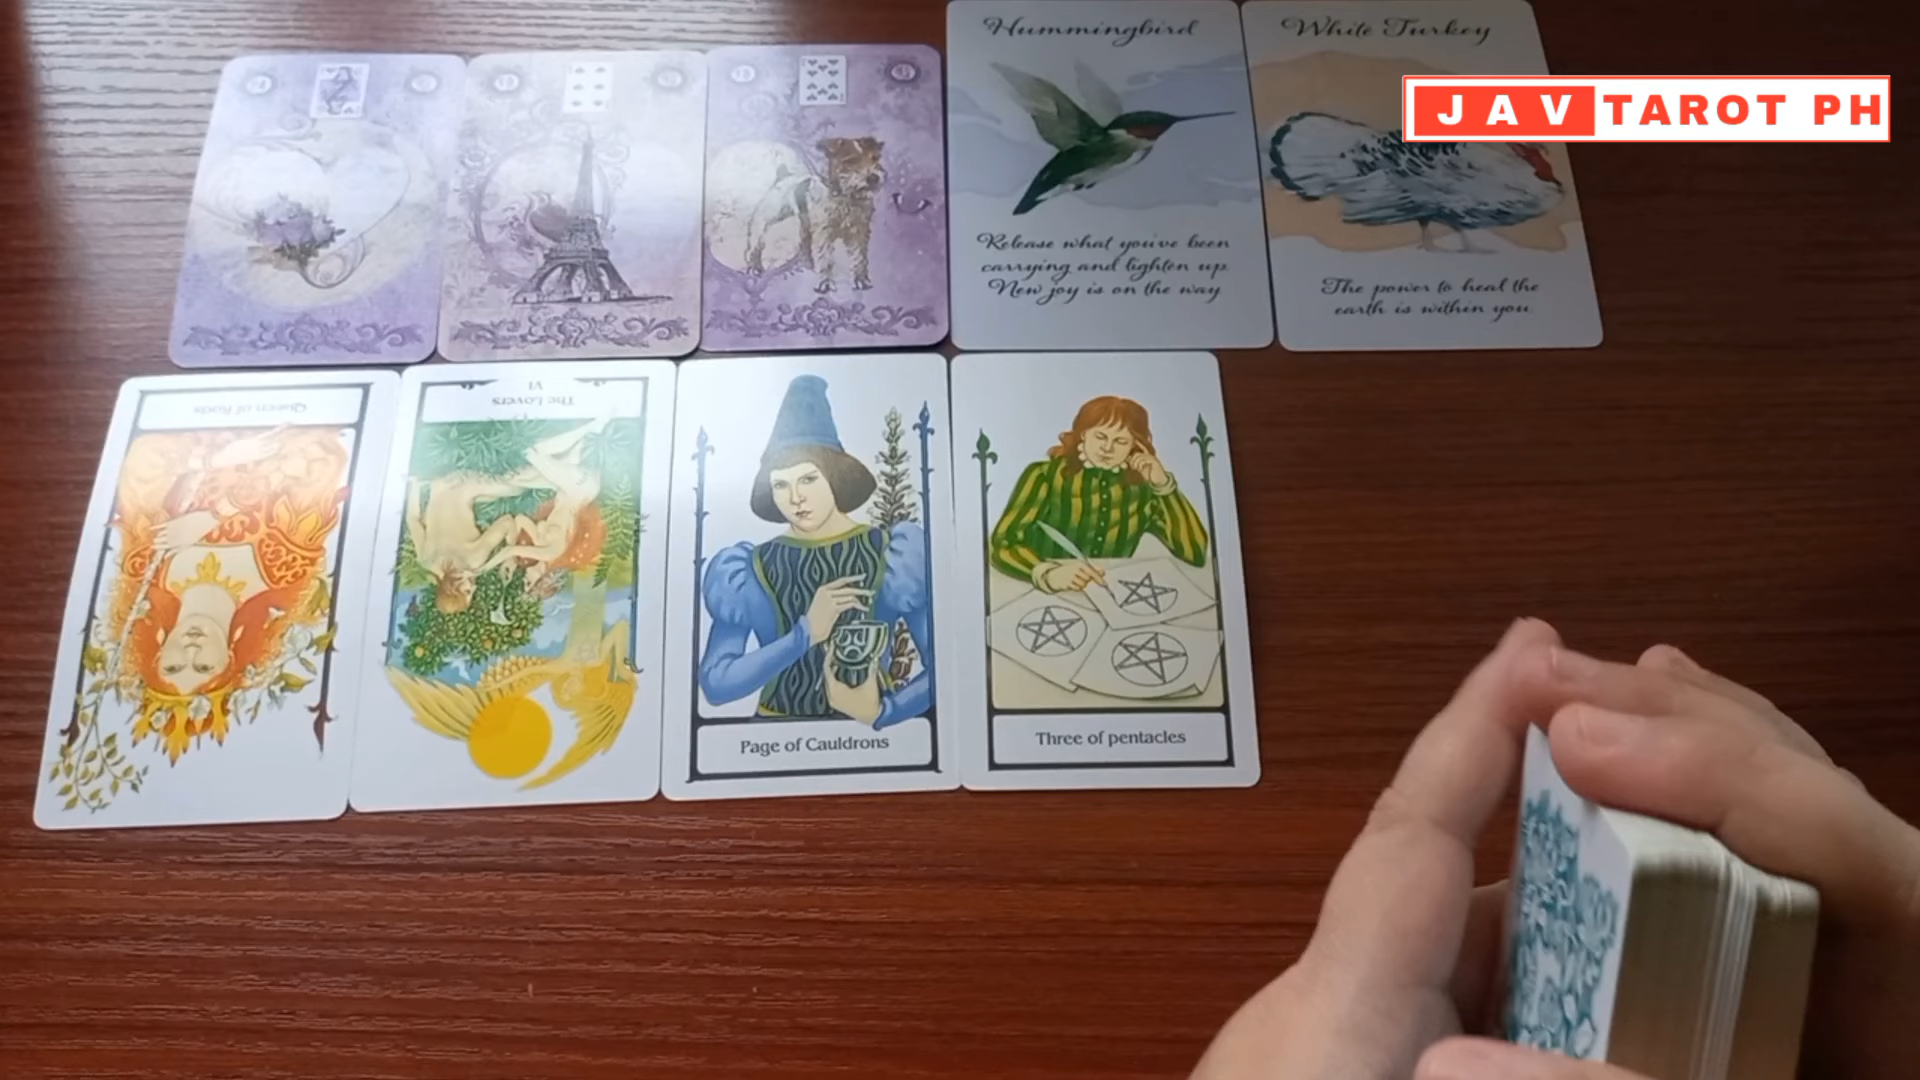 Hummingbird
White Turkey
JAV TAROT PH
Release what you've been
carrying and lighten up.
New joy is on the way
The power to heal the
earth is within you.
Queen of Rods
VI
The Lovers
Page of Cauldrons
Three of pentacles